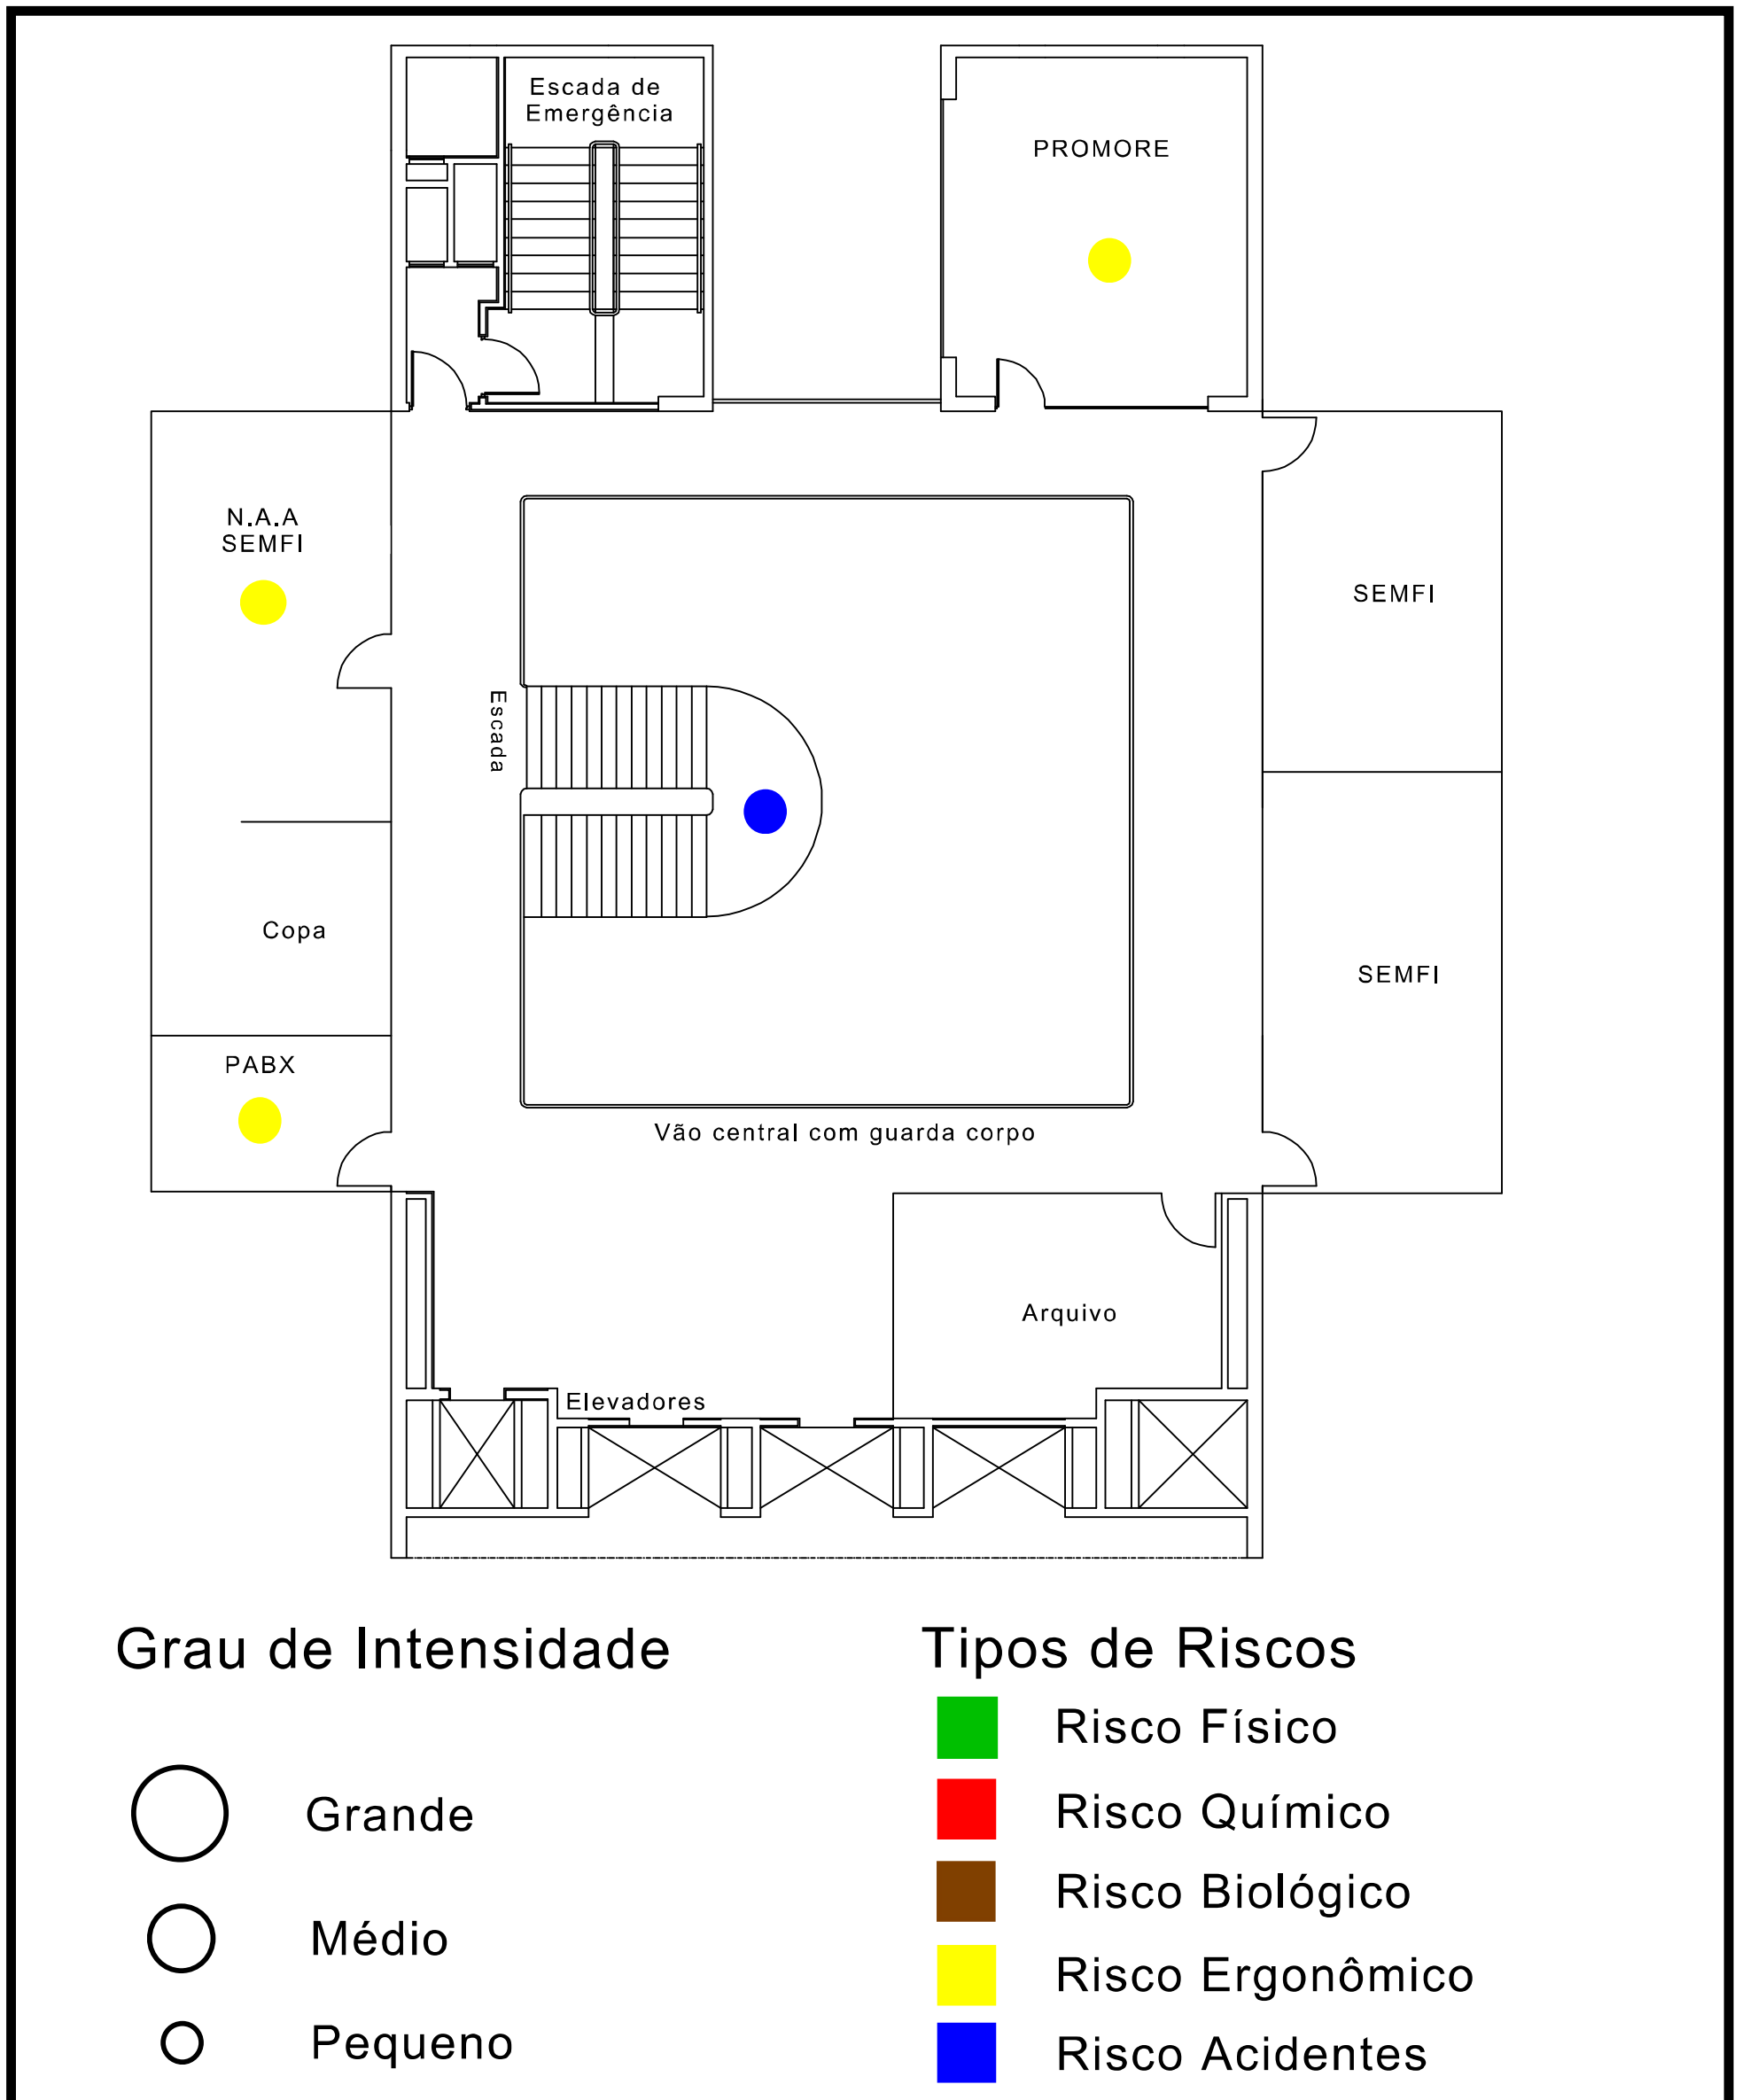 Escada de
Emergência
PROMORE
N.A.A
SEMFI
SEMFI
Escada
Copa
SEMFI
PABX
Vão central com guarda corpo
Arquivo
Elevadores
Grau de Intensidade
Grande
Médio
Pequeno
Tipos de Riscos
Risco Físico
Risco Químico
Risco Biológico
Risco Ergonômico
Risco Acidentes